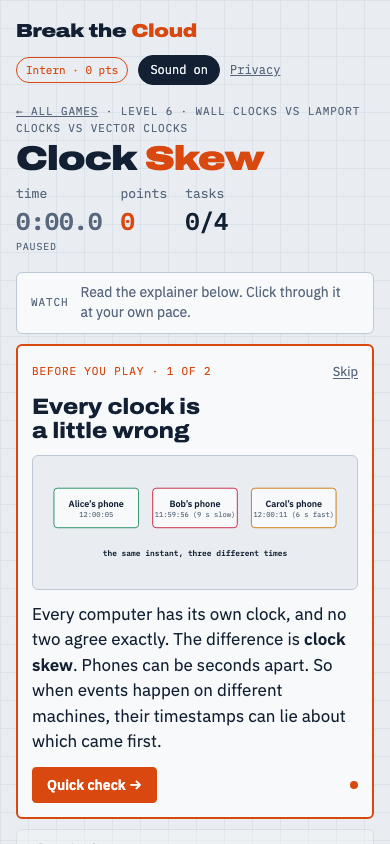 Break the Cloud
Intern · 0 pts
Sound on
Privacy
← ALL GAMES · LEVEL 6 · WALL CLOCKS VS LAMPORT
CLOCKS VS VECTOR CLOCKS
Clock Skew
time points tasks
0:00.0 0 0/4
PAUSED
WATCH
Read the explainer below. Click through it
at your own pace.
BEFORE YOU PLAY · 1 OF 2
Skip
Every clock is
a little wrong
Alice's phone
12:00:05
Bob's phone
11:59:56 (9 s slow)
Carol's phone
12:00:11 (6 s fast)
the same instant, three different times
Every computer has its own clock, and no
two agree exactly. The difference is clock
skew. Phones can be seconds apart. So
when events happen on different
machines, their timestamps can lie about
which came first.
Quick check →